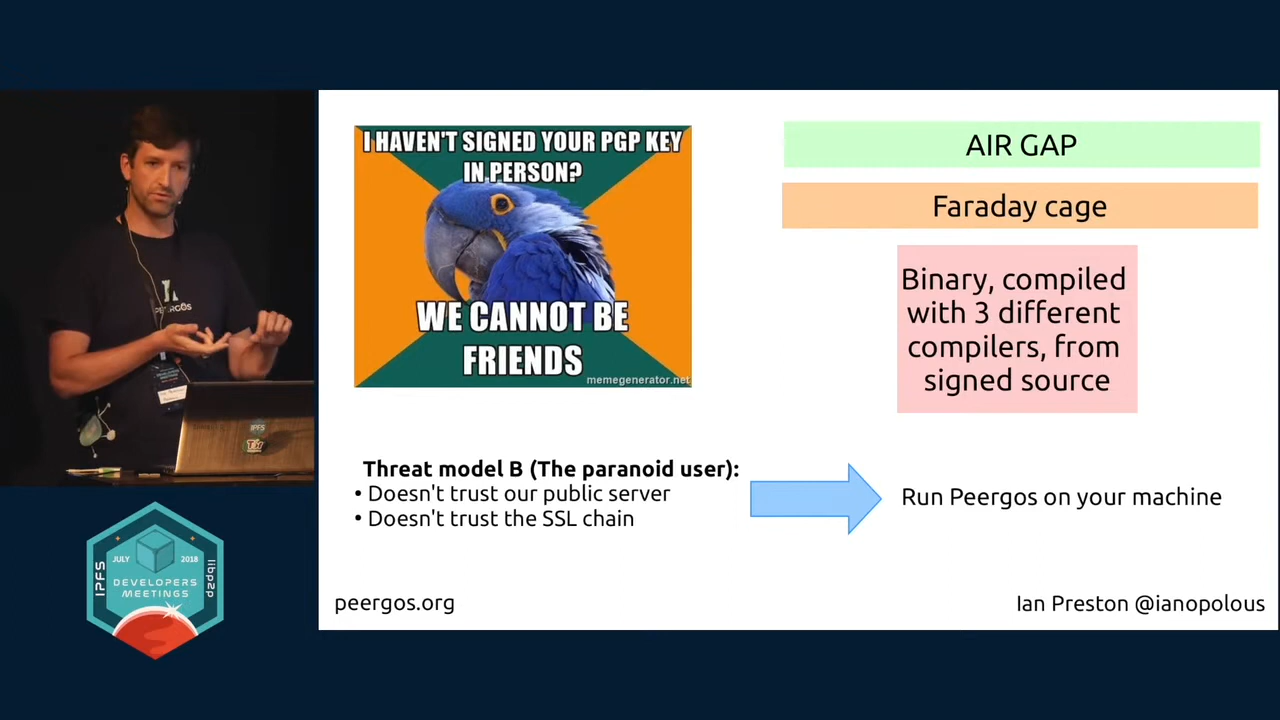 I HAVEN'T SIGNED YOUR PGP KEY
IN PERSON?
WE CANNOT BE
FRIENDS
memegenerator.net
AIR GAP
Faraday cage
Binary, compiled
with 3 different
compilers, from
signed source
Threat model B (The paranoid user):
• Doesn't trust our public server
• Doesn't trust the SSL chain
Run Peergos on your machine
peergos.org
Ian Preston @ianopolous
IPFS
JULY
2018
libp2p
DEVELOPERS
MEETINGS
IPFS